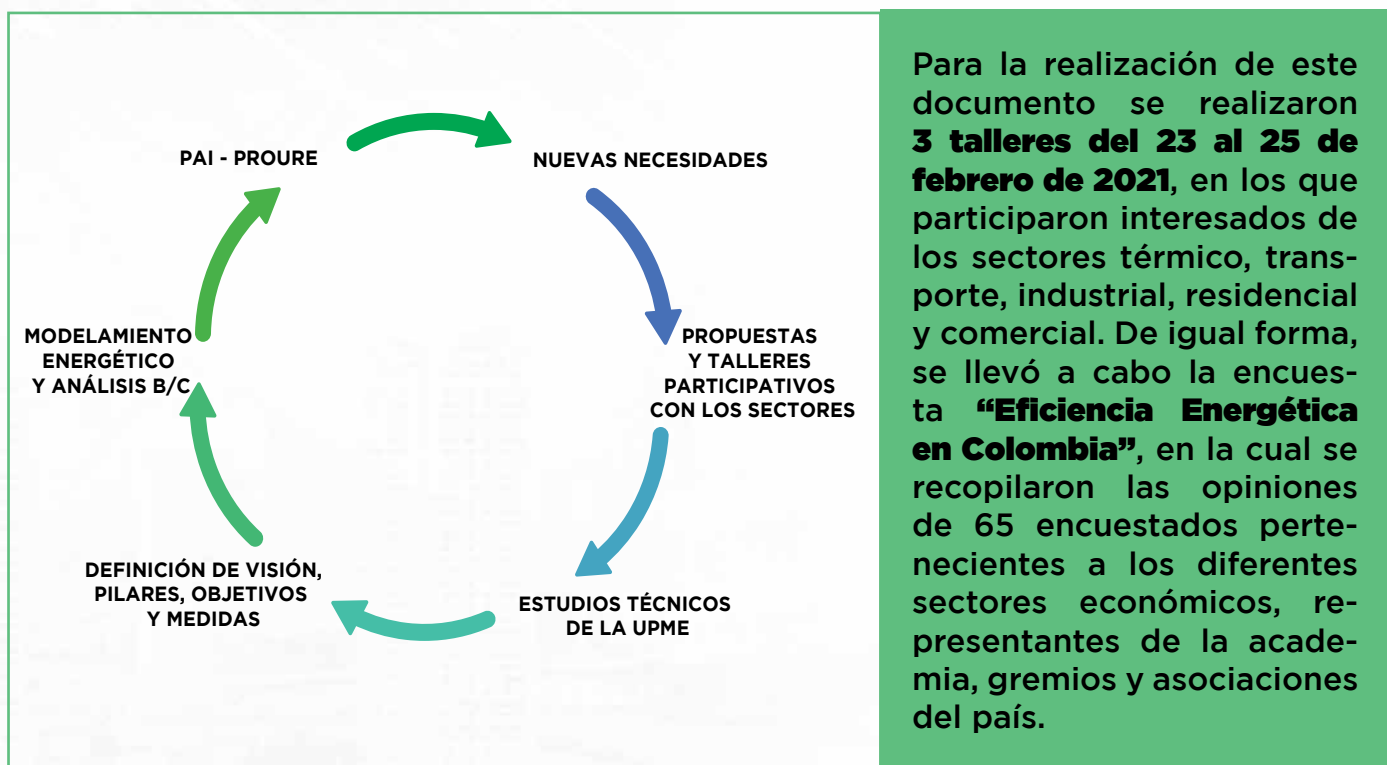 PAI - PROURE
NUEVAS NECESIDADES
PROPUESTAS
Y TALLERES
PARTICIPATIVOS
CON LOS SECTORES
ESTUDIOS TÉCNICOS
DE LA UPME
DEFINICIÓN DE VISIÓN,
PILARES, OBJETIVOS
Y MEDIDAS
MODELAMIENTO
ENERGÉTICO
Y ANÁLISIS B/C
Para la realización de este
documento se realizaron
3 talleres del 23 al 25 de
febrero de 2021, en los que
participaron interesados de
los sectores térmico, trans-
porte, industrial, residencial
y comercial. De igual forma,
se llevó a cabo la encues-
ta “Eficiencia Energética
en Colombia”, en la cual se
recopilaron las opiniones
de 65 encuestados perte-
necientes a los diferentes
sectores económicos, re-
presentantes de la acade-
mia, gremios y asociaciones
del país.